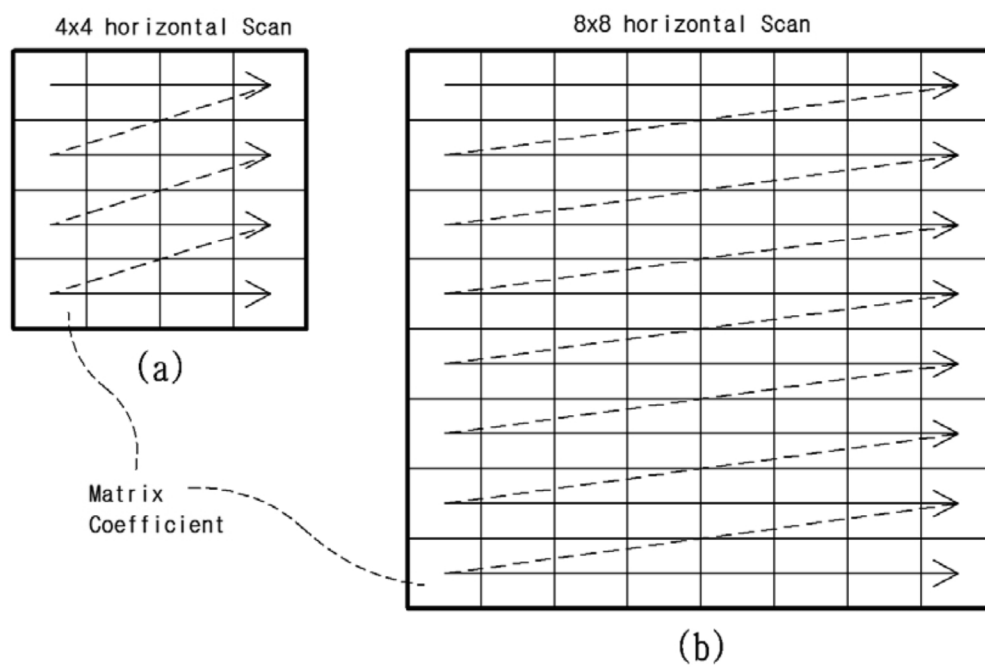 4x4 horizontal Scan
8x8 horizontal Scan
(a)
Matrix
Coefficient
(b)